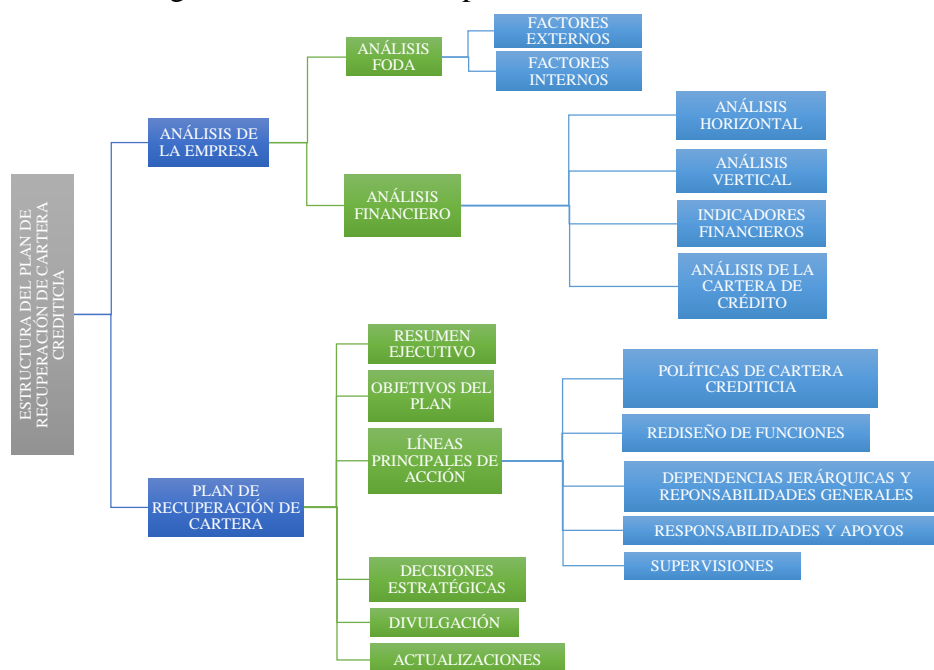 ESTRUCTURA DEL PLAN DE
RECUPERACIÓN DE CARTERA
CREDITICIA
ANÁLISIS DE
LA EMPRESA
ANÁLISIS
FODA
FACTORES
EXTERNOS
FACTORES
INTERNOS
ANÁLISIS
FINANCIERO
ANÁLISIS
HORIZONTAL
ANÁLISIS
VERTICAL
INDICADORES
FINANCIEROS
ANÁLISIS DE LA
CARTERA DE
CRÉDITO
PLAN DE
RECUPERACIÓN DE
CARTERA
RESUMEN
EJECUTIVO
OBJETIVOS DEL
PLAN
LÍNEAS
PRINCIPALES DE
ACCIÓN
POLÍTICAS DE CARTERA
CREDITICIA
REDISEÑO DE FUNCIONES
DEPENDENCIAS JERÁRQUICAS Y
REPONSABILIDADES GENERALES
RESPONSABILIDADES Y APOYOS
SUPERVISIONES
DECISIONES
ESTRATÉGICAS
DIVULGACIÓN
ACTUALIZACIONES